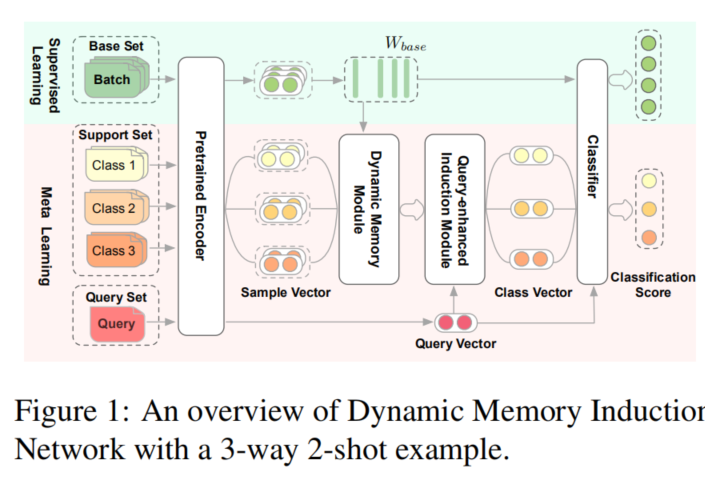 Supervised
Learning
Base Set
Batch
W_base
Meta Learning
Support Set
Class 1
Class 2
Class 3
Query Set
Query
Pretrained Encoder
Sample Vector
Dynamic Memory
Module
Query-enhanced
Induction Module
Class Vector
Query Vector
Classifier
Classification
Score
Figure 1: An overview of Dynamic Memory Induction
Network with a 3-way 2-shot example.